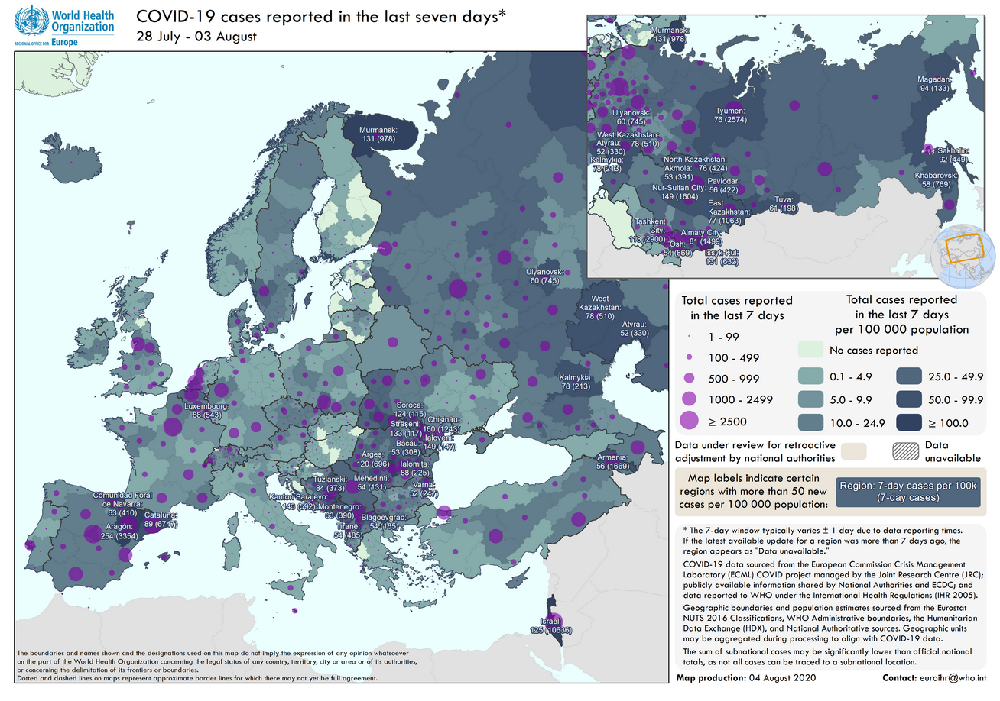 World Health
Organization
REGIONAL OFFICE FOR Europe
COVID-19 cases reported in the last seven days*
28 July - 03 August
Murmansk:
131 (978)
Ulyanovsk:
60 (745)
West
Kazakhstan:
78 (510)
Atyrau:
52 (330)
Kalmykia:
78 (213)
Luxembourg:
88 (543)
Soroca:
124 (115)
Strășeni:
133 (117)
Chișinău:
160 (1243)
Ialoveni:
149 (147)
Bacău:
53 (308)
Argeș:
120 (696)
Ialomița:
88 (225)
Tuzlanski:
84 (373)
Mehedinți:
54 (131)
Varna:
52 (247)
Kanton Sarajevo:
143 (592)
Montenegro:
63 (390)
Blagoevgrad:
54 (165)
Tiranë:
54 (485)
Comunidad Foral
de Navarra:
63 (410)
Cataluña:
89 (6747)
Aragón:
254 (3354)
Armenia:
56 (1669)
Israel:
125 (10636)
Murmansk:
131 (978)
Magadan:
94 (133)
Ulyanovsk:
60 (745)
Tyumen:
76 (2574)
West Kazakhstan:
78 (510)
Atyrau:
52 (330)
Kalmykia:
78 (213)
North Kazakhstan:
76 (424)
Akmola:
53 (391)
Pavlodar:
56 (422)
Nur-Sultan City:
149 (1604)
East
Kazakhstan:
77 (1063)
Tuva:
61 (198)
Sakhalin:
92 (449)
Khabarovsk:
58 (769)
Tashkent
City:
118 (2900)
Almaty City:
81 (1499)
Osh:
54 (869)
Issyk-Kul:
131 (632)
Total cases reported
in the last 7 days
1 - 99
100 - 499
500 - 999
1000 - 2499
≥ 2500
Total cases reported
in the last 7 days
per 100 000 population
No cases reported
0.1 - 4.9
5.0 - 9.9
10.0 - 24.9
25.0 - 49.9
50.0 - 99.9
≥ 100.0
Data under review for retroactive
adjustment by national authorities
Data
unavailable
Map labels indicate certain
regions with more than 50 new
cases per 100 000 population:
Region: 7-day cases per 100k
(7-day cases)
* The 7-day window typically varies ± 1 day due to data reporting times.
If the latest available update for a region was more than 7 days ago, the
region appears as "Data unavailable."
COVID-19 data sourced from the European Commission Crisis Management
Laboratory (ECML) COVID project managed by the Joint Research Centre (JRC);
publicly available information shared by National Authorities and ECDC; and
data reported to WHO under the International Health Regulations (IHR 2005).
Geographic boundaries and population estimates sourced from the Eurostat
NUTS 2016 Classifications, WHO Administrative boundaries, the Humanitarian
Data Exchange (HDX), and National Authoritative sources. Geographic units
may be aggregated during processing to align with COVID-19 data.
The sum of subnational cases may be significantly lower than official national
totals, as not all cases can be traced to a subnational location.
Map production: 04 August 2020
Contact: euroihr@who.int
The boundaries and names shown and the designations used on this map do not imply the expression of any opinion whatsoever
on the part of the World Health Organization concerning the legal status of any country, territory, city or area or of its authorities,
or concerning the delimitation of its frontiers or boundaries.
Dotted and dashed lines on maps represent approximate border lines for which there may not yet be full agreement.